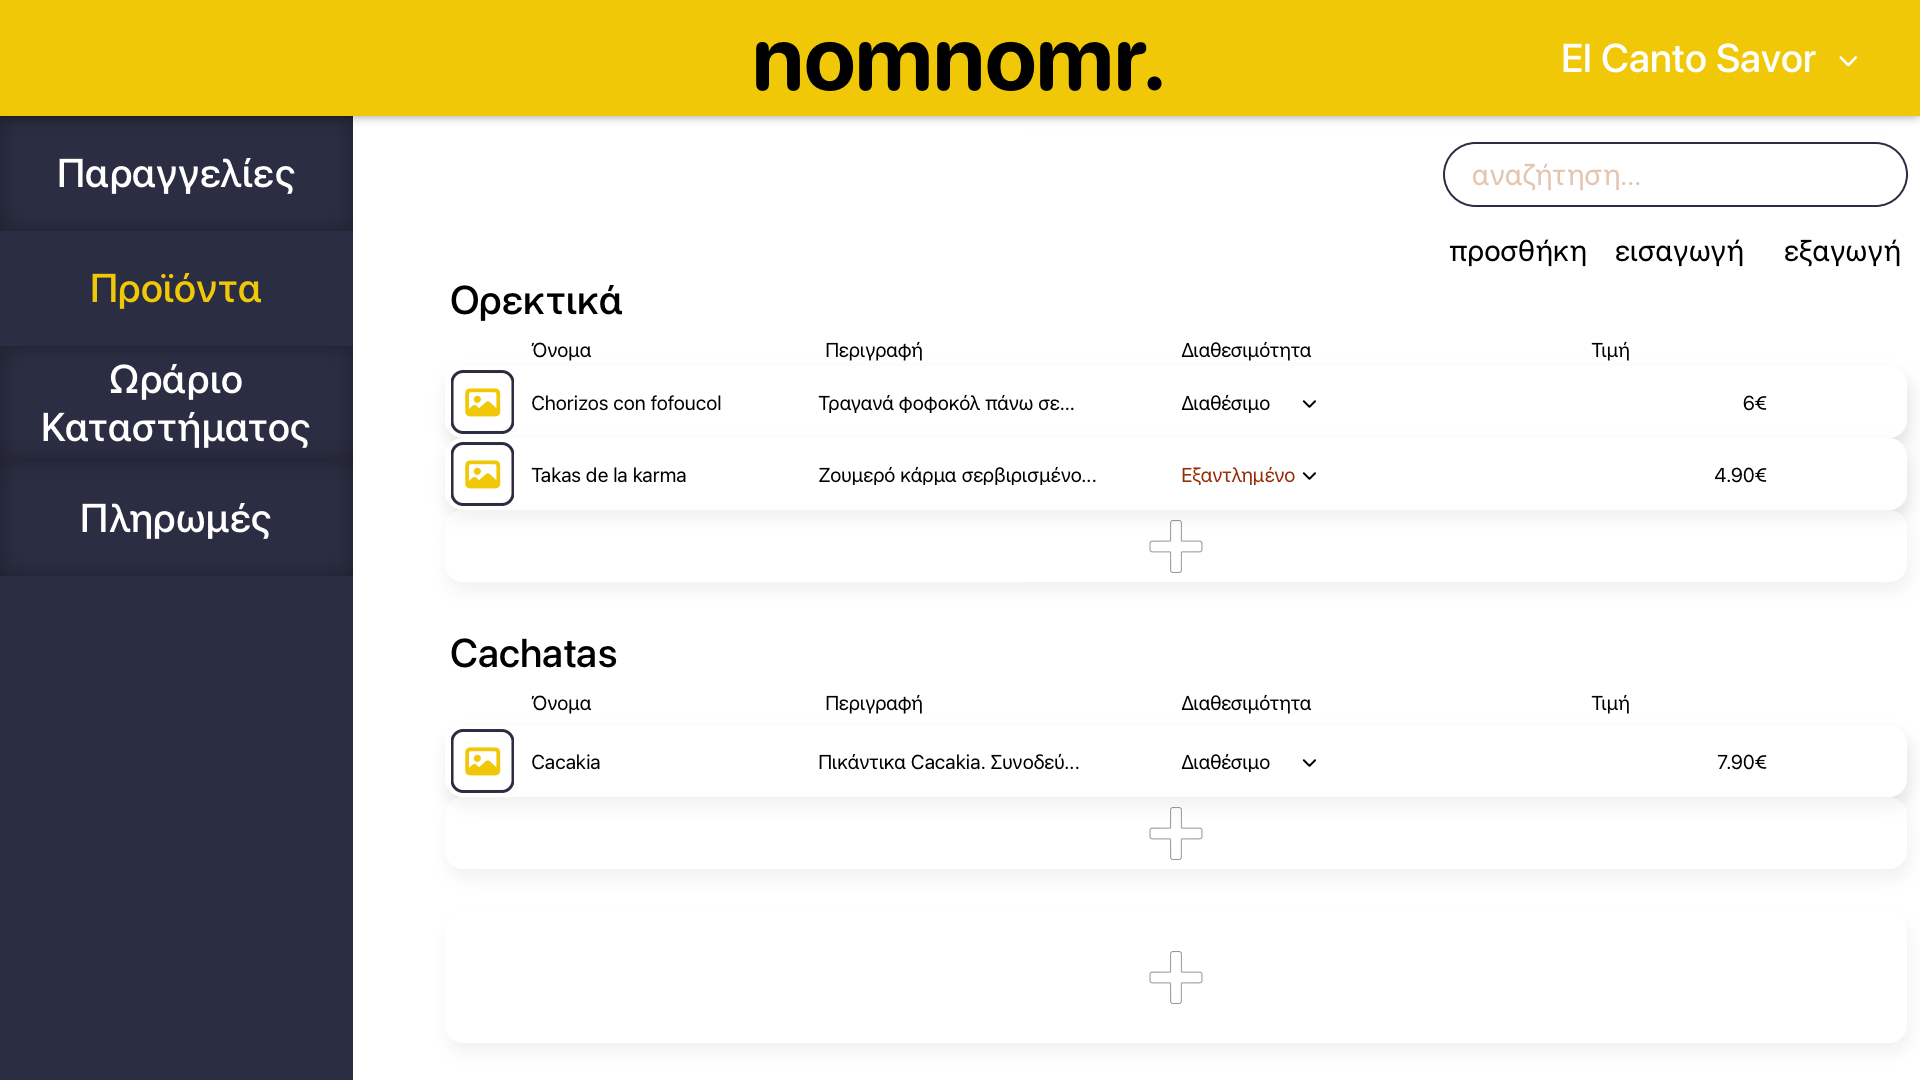 nomnomr.
El Canto Savor
Παραγγελίες
Προϊόντα
Ωράριο
Καταστήματος
Πληρωμές
αναζήτηση...
προσθήκη εισαγωγή εξαγωγή
Ορεκτικά
Όνομα Περιγραφή Διαθεσιμότητα Τιμή
Chorizos con fofoucol Τραγανά φοφοκόλ πάνω σε... Διαθέσιμο 6€
Takas de la karma Ζουμερό κάρμα σερβιρισμένο... Εξαντλημένο 4.90€
Cachatas
Όνομα Περιγραφή Διαθεσιμότητα Τιμή
Cacakia Πικάντικα Cacakia. Συνοδεύ... Διαθέσιμο 7.90€